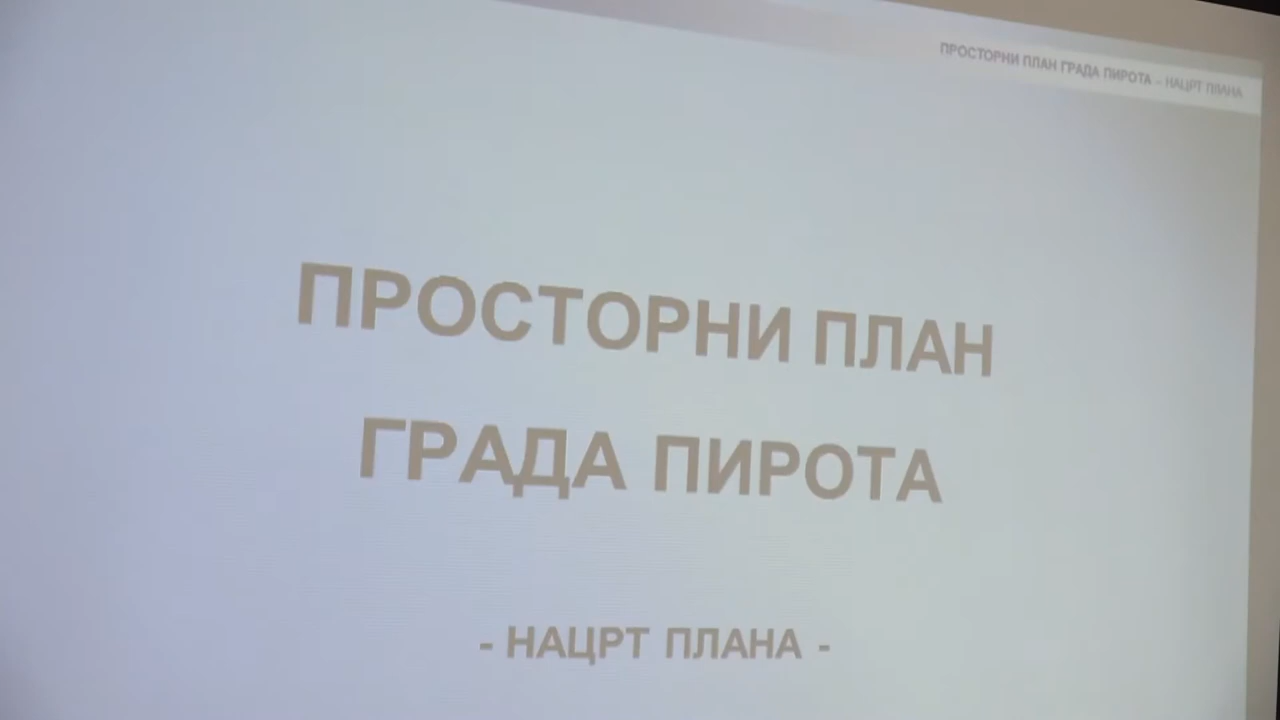 ПРОСТОРНИ ПЛАН ГРАДА ПИРОТА - НАЦРТ ПЛАНА
ПРОСТОРНИ ПЛАН
ГРАДА ПИРОТА
- НАЦРТ ПЛАНА -